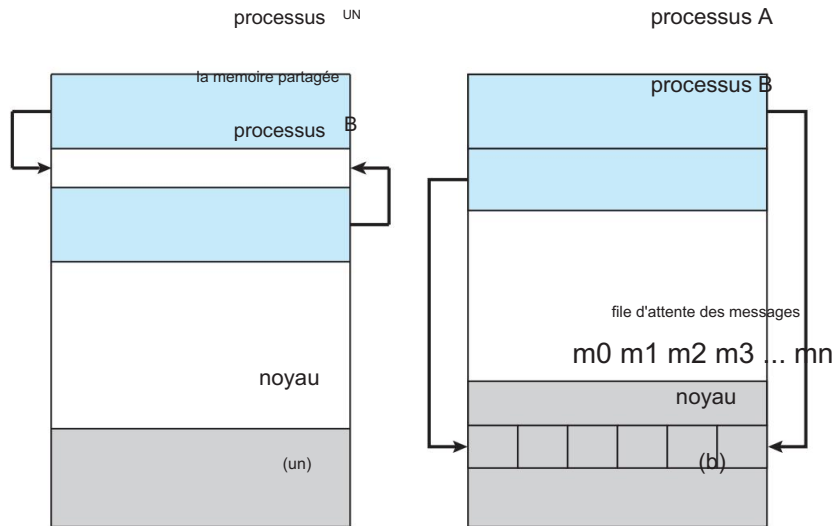 processus UN
la memoire partagée
processus B
noyau
(un)
processus A
processus B
file d'attente des messages
m0 m1 m2 m3 ... mn
noyau
(b)